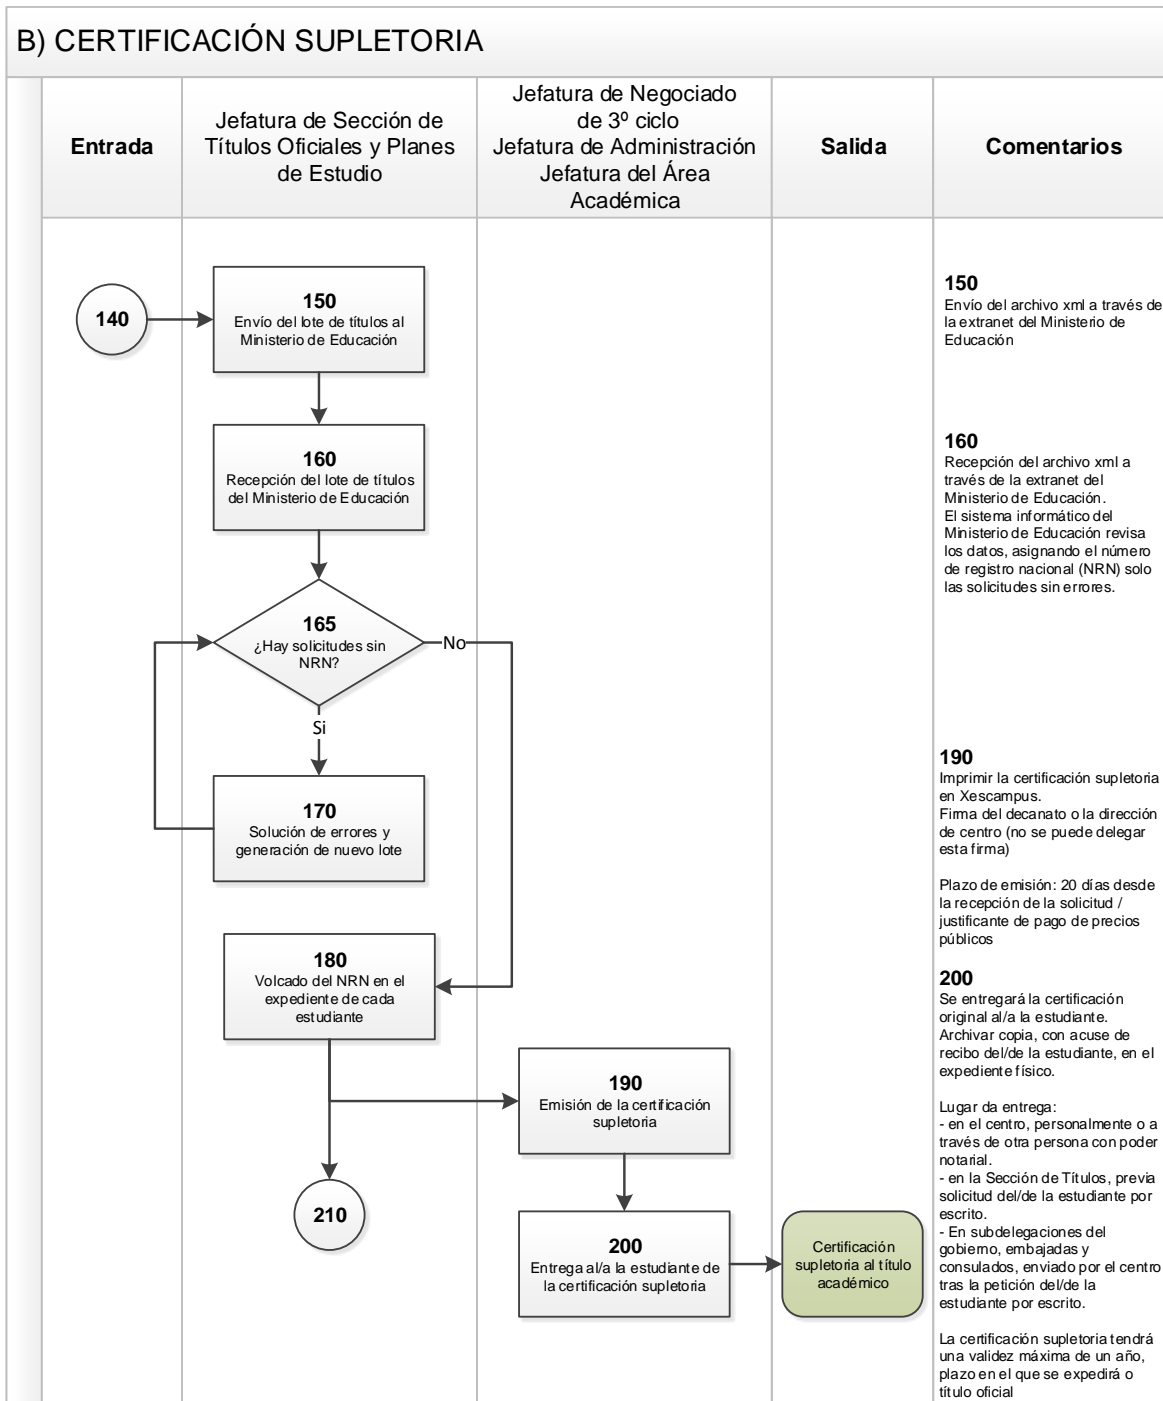 B) CERTIFICACIÓN SUPLETORIA
Entrada
Jefatura de Sección de
Títulos Oficiales y Planes
de Estudio
Jefatura de Negociado
de 3º ciclo
Jefatura de Administración
Jefatura del Área
Académica
Salida
Comentarios
140
150
Envío del lote de títulos al
Ministerio de Educación
160
Recepción del lote de títulos
del Ministerio de Educación
165
¿Hay solicitudes sin
NRN?
No
Si
170
Solución de errores y
generación de nuevo lote
180
Volcado del NRN en el
expediente de cada
estudiante
190
Emisión de la certificación
supletoria
210
200
Entrega al/a la estudiante de
la certificación supletoria
Certificación
supletoria al título
académico
150
Envío del archivo xml a través de
la extranet del Ministerio de
Educación
160
Recepción del archivo xml a
través de la extranet del
Ministerio de Educación.
El sistema informático del
Ministerio de Educación revisa
los datos, asignando el número
de registro nacional (NRN) solo
las solicitudes sin errores.
190
Imprimir la certificación supletoria
en Xescampus.
Firma del decanato o la dirección
de centro (no se puede delegar
esta firma)
Plazo de emisión: 20 días desde
la recepción de la solicitud /
justificante de pago de precios
públicos
200
Se entregará la certificación
original al/a la estudiante.
Archivar copia, con acuse de
recibo del/de la estudiante, en el
expediente físico.
Lugar da entrega:
- en el centro, personalmente o a
través de otra persona con poder
notarial.
- en la Sección de Títulos, previa
solicitud del/de la estudiante por
escrito.
- En subdelegaciones del
gobierno, embajadas y
consulados, enviado por el centro
tras la petición del/de la
estudiante por escrito.
La certificación supletoria tendrá
una validez máxima de un año,
plazo en el que se expedirá o
título oficial